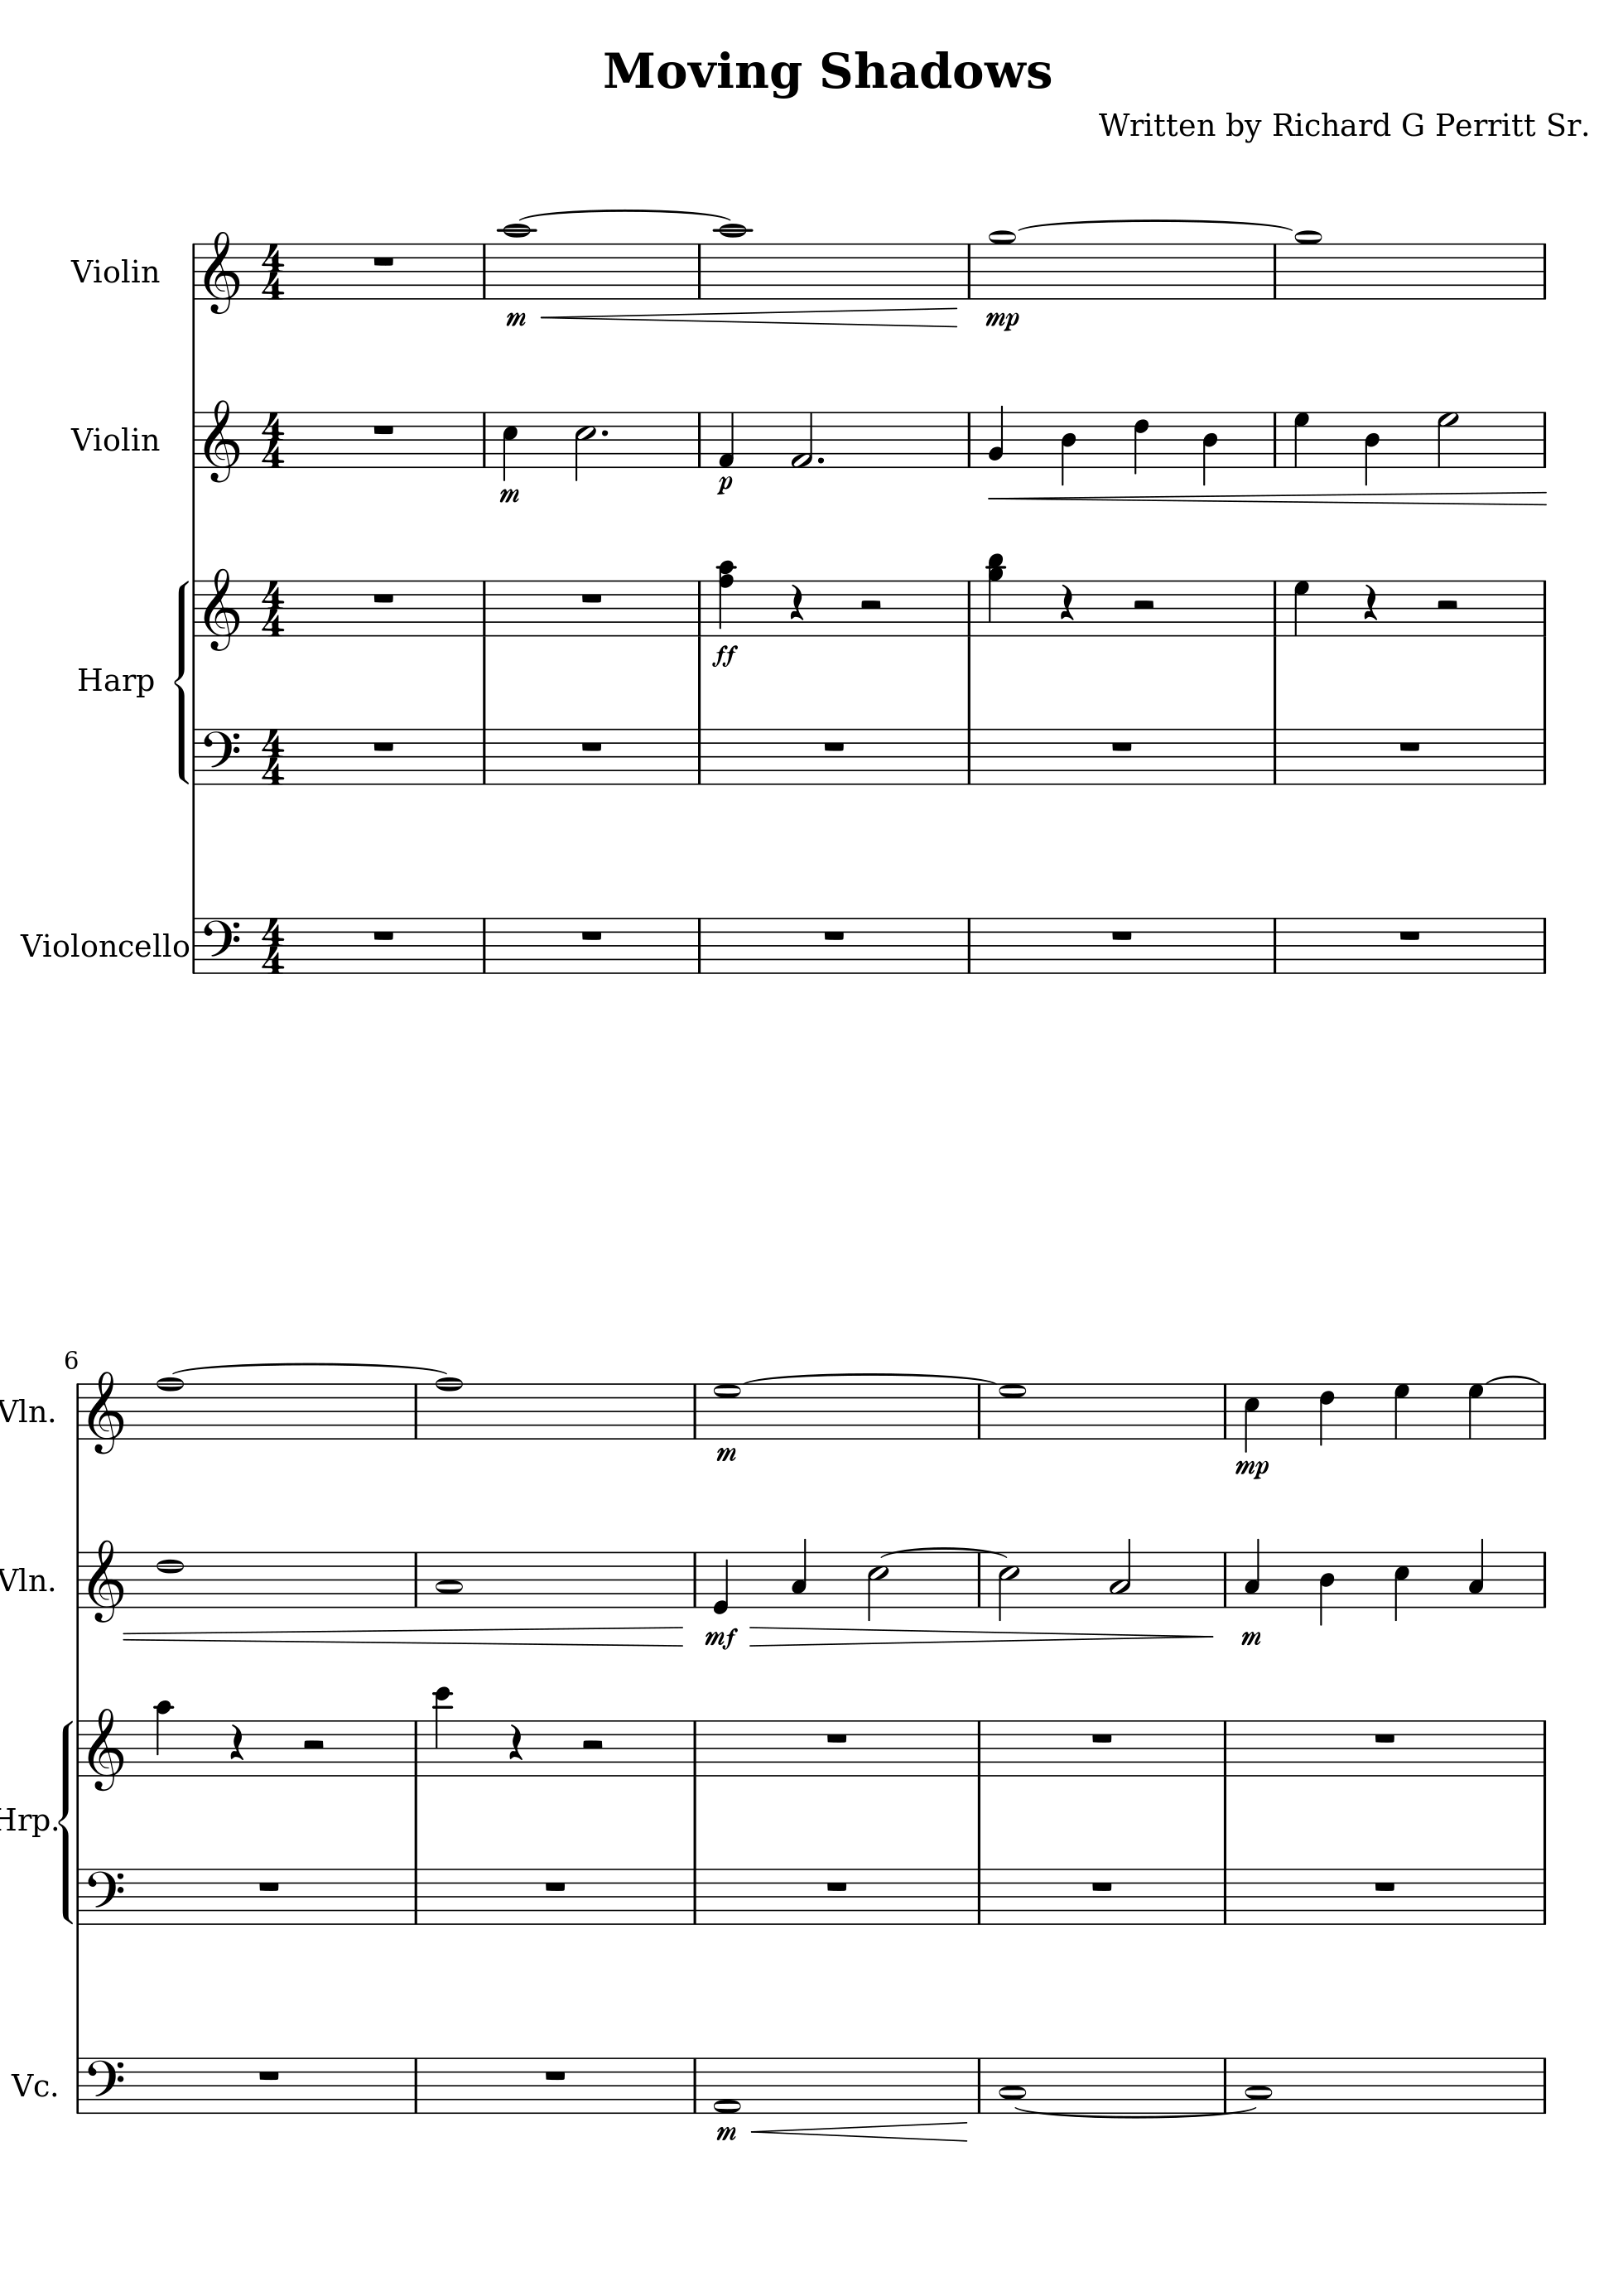 Moving Shadows
Written by Richard G Perritt Sr.
Violin
m
mp
Violin
m
p
Harp
ff
Violoncello
6
Vln.
m
mp
Vln.
mf
m
Hrp.
Vc.
m